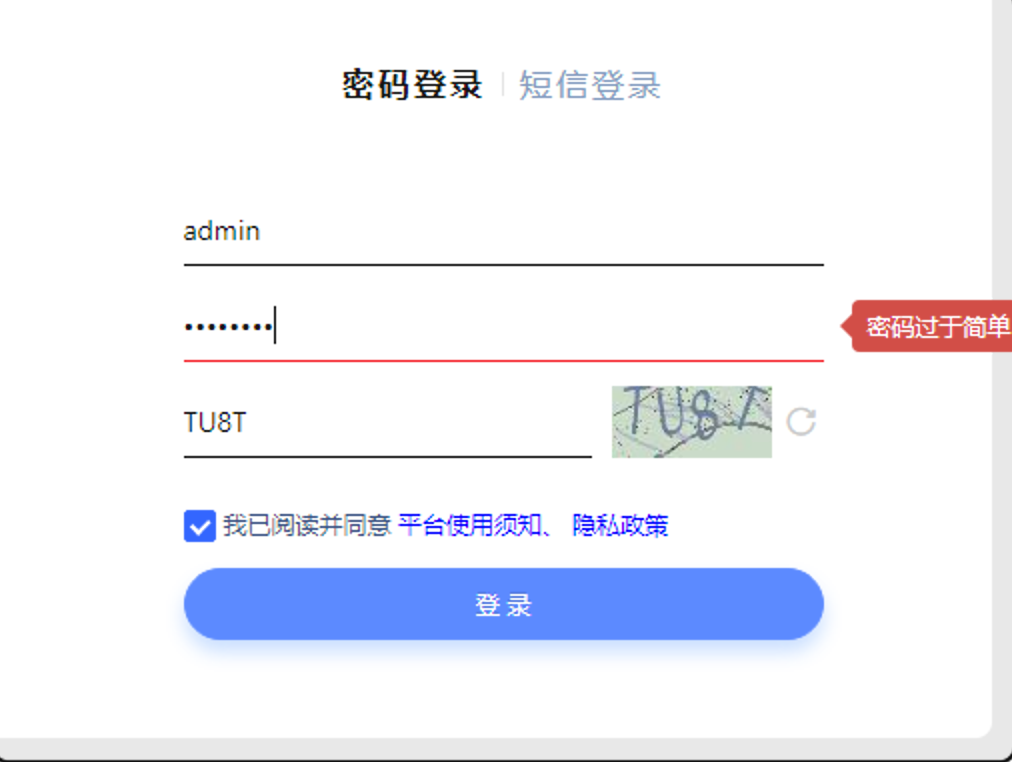 密码登录 短信登录
admin
••••••••
密码过于简单
TU8T TU8T
我已阅读并同意 平台使用须知、 隐私政策
登录